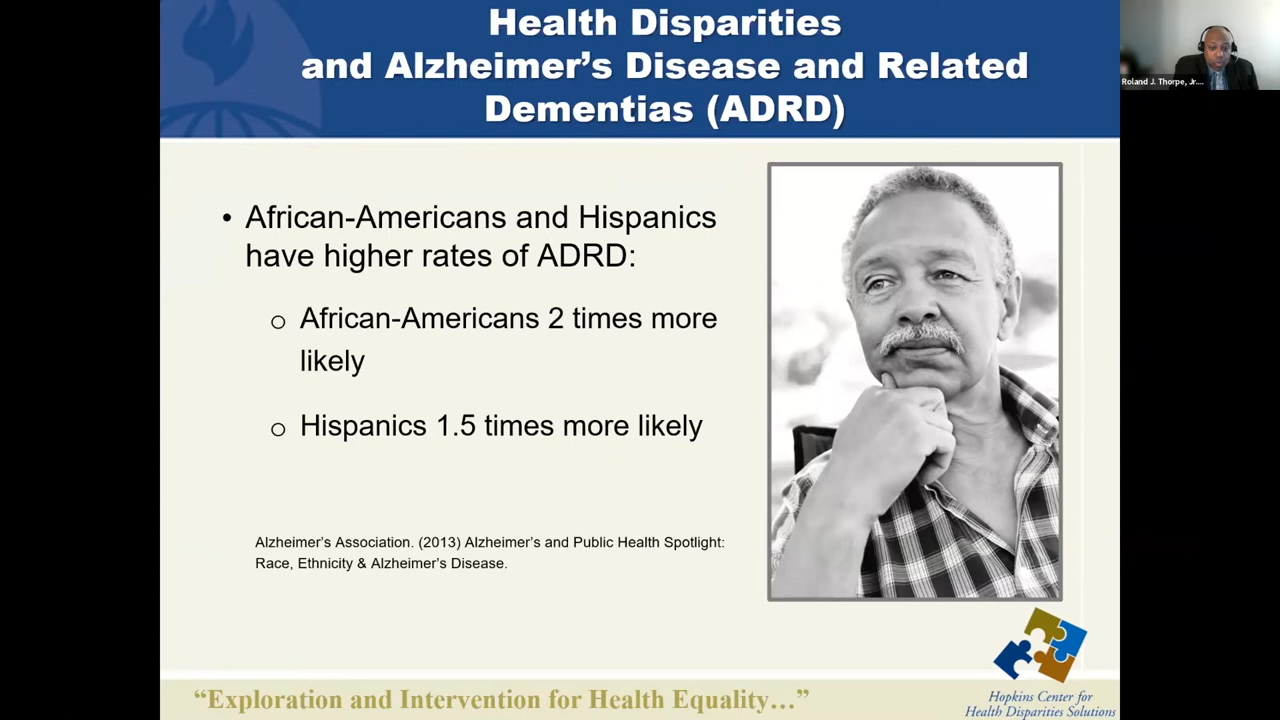 Health Disparities
and Alzheimer’s Disease and Related
Dementias (ADRD)
Roland J. Thorpe, Jr....
• African-Americans and Hispanics
have higher rates of ADRD:
o African-Americans 2 times more
likely
o Hispanics 1.5 times more likely
Alzheimer’s Association. (2013) Alzheimer’s and Public Health Spotlight:
Race, Ethnicity & Alzheimer’s Disease.
“Exploration and Intervention for Health Equality…”
Hopkins Center for
Health Disparities Solutions